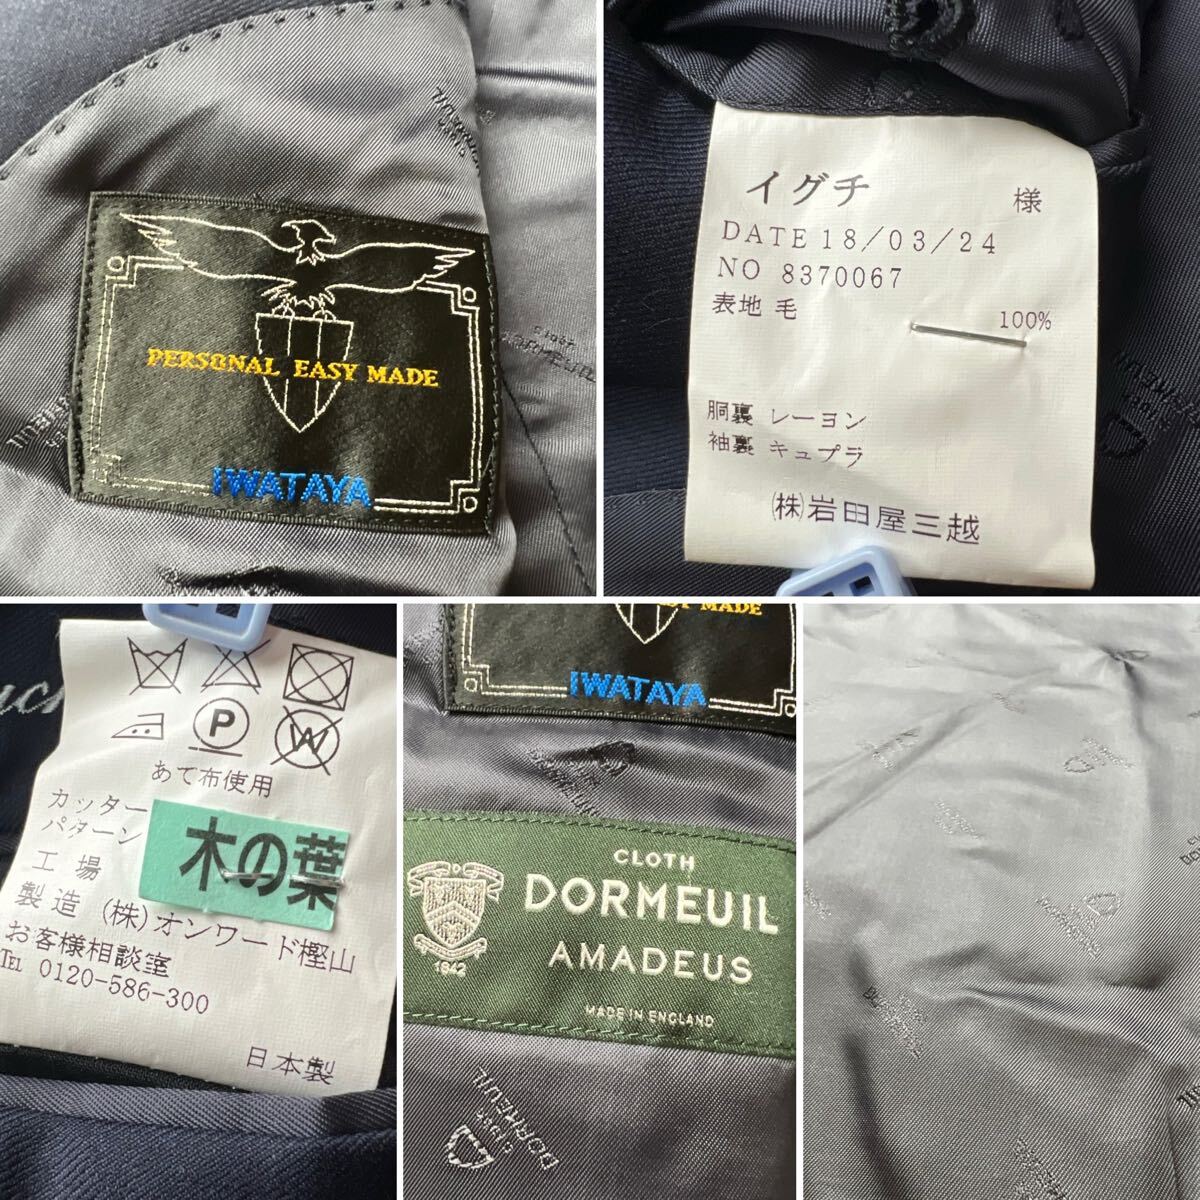 PERSONAL EASY MADE
IWATAYA
DORMEUIL
イグチ 様
DATE 18/03/24
NO 8370067
表地 毛 100%
胴裏 レーヨン
袖裏 キュプラ
(株)岩田屋三越
P
W
あて布使用
カッター
パターン
木の葉
工場
製造 (株)オンワード樫山
お客様相談室
TEL 0120-586-300
日本製
MADE
IWATAYA
CLOTH
DORMEUIL
AMADEUS
1842
MADE IN ENGLAND
DORMEUIL